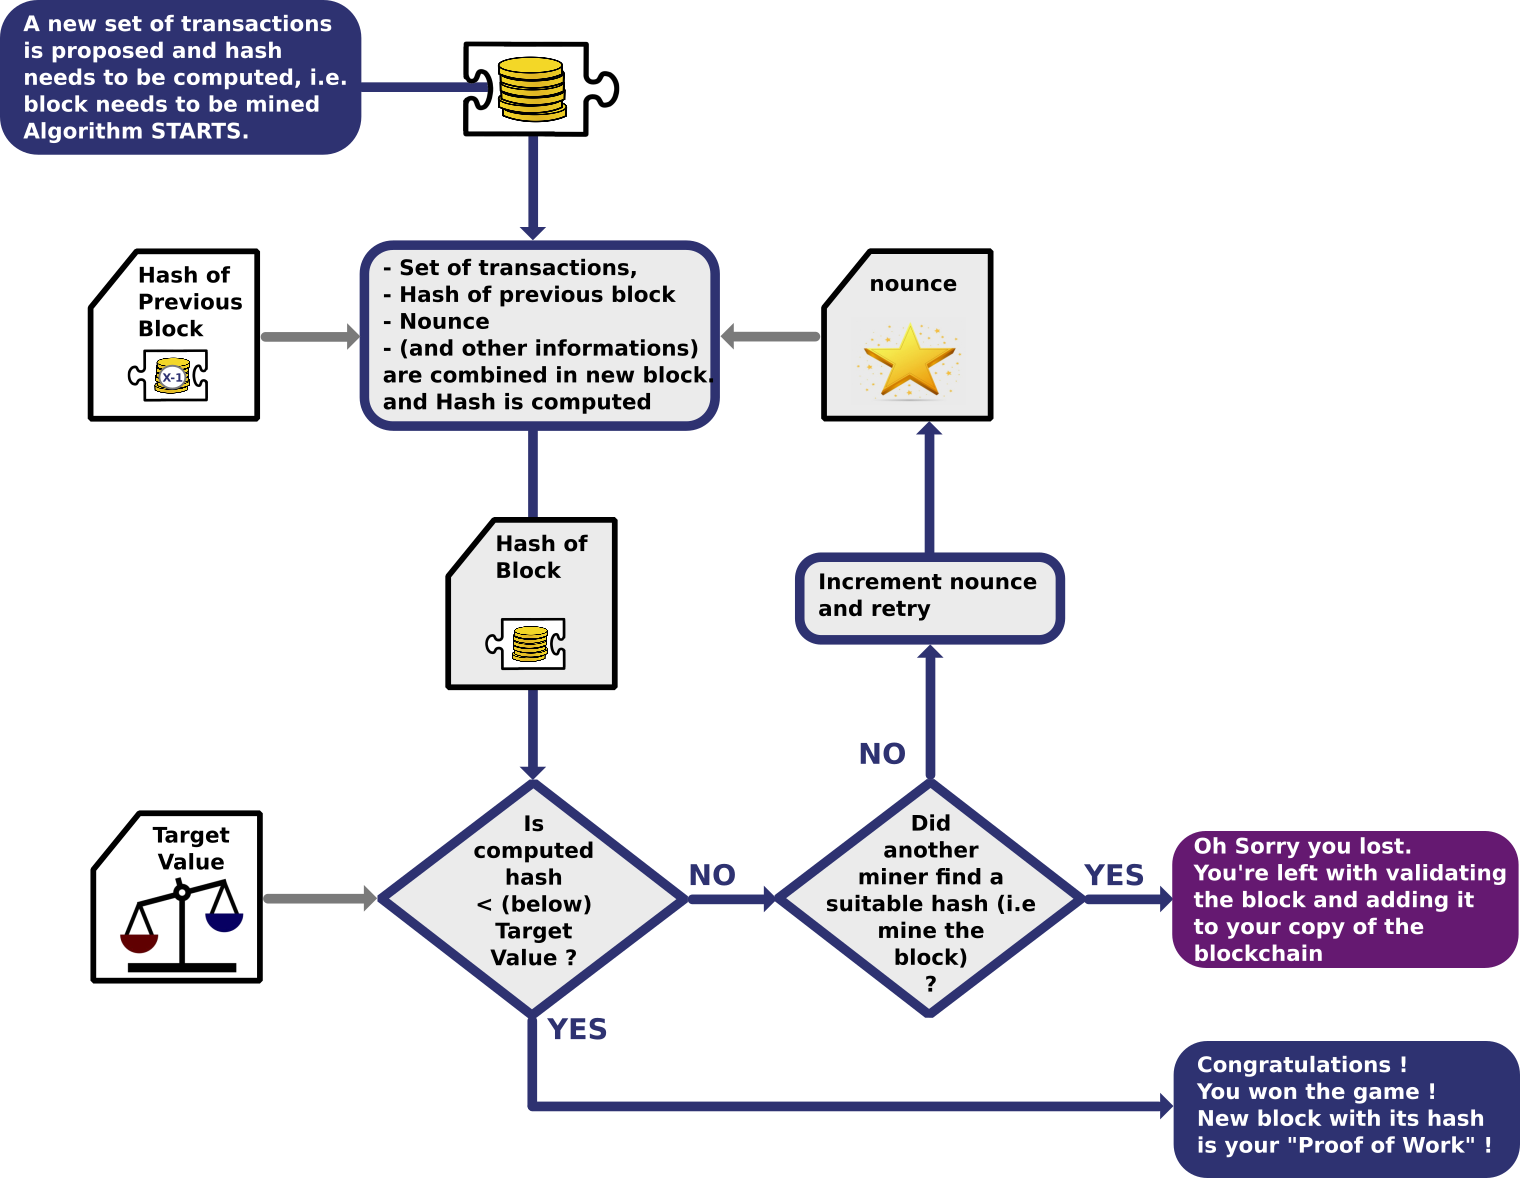 A new set of transactions
is proposed and hash
needs to be computed, i.e.
block needs to be mined
Algorithm STARTS.
Hash of
Previous
Block
X-1
- Set of transactions,
- Hash of previous block
- Nounce
- (and other informations)
are combined in new block.
and Hash is computed
nounce
Hash of
Block
Increment nounce
and retry
NO
Target
Value
Is
computed
hash
< (below)
Target
Value ?
NO
Did
another
miner find a
suitable hash (i.e
mine the
block)
?
YES
Oh Sorry you lost.
You're left with validating
the block and adding it
to your copy of the
blockchain
YES
Congratulations !
You won the game !
New block with its hash
is your "Proof of Work" !